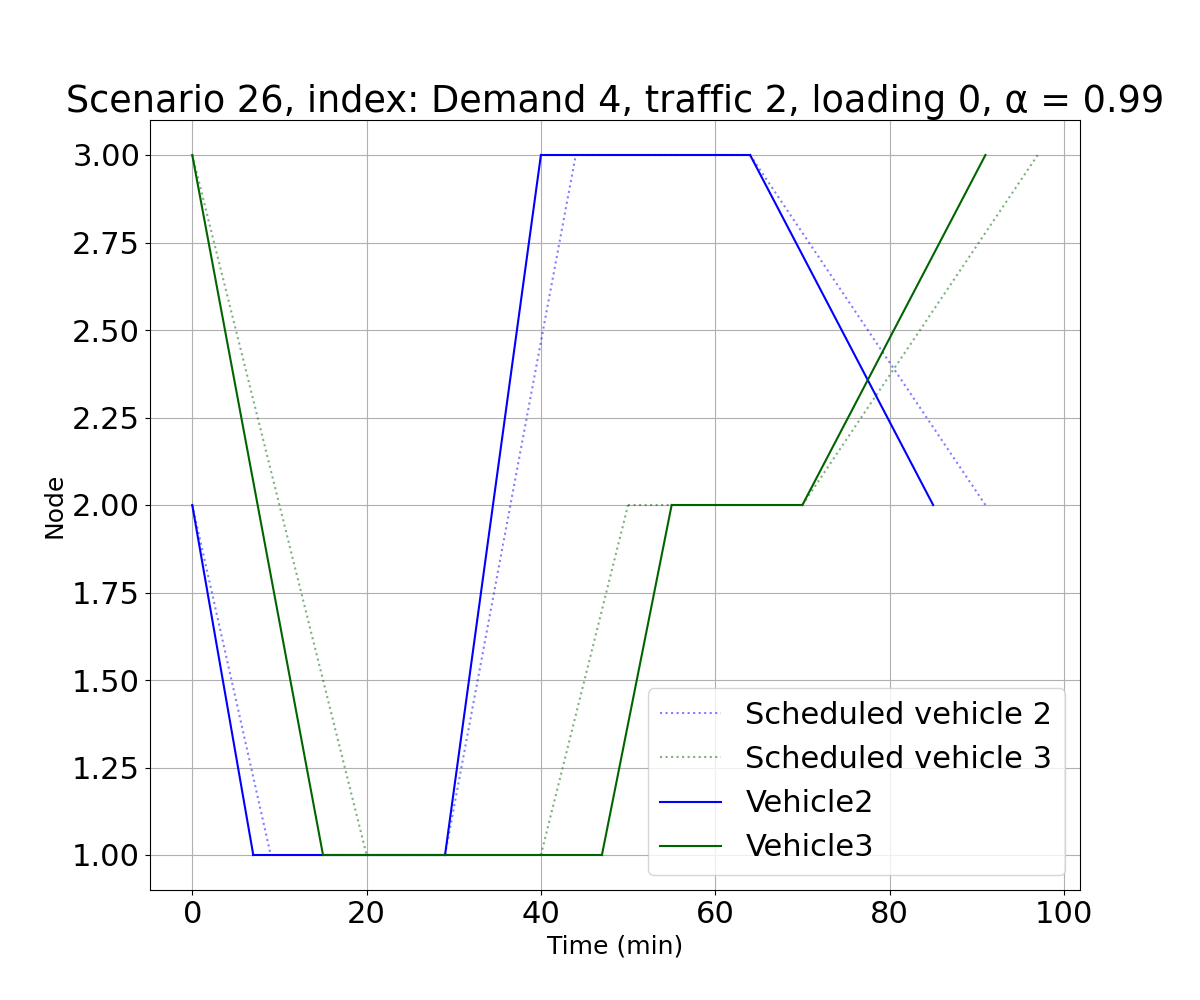 Scenario 26, index: Demand 4, traffic 2, loading 0, α = 0.99
3.00
2.75
2.50
2.25
2.00
1.75
1.50
1.25
1.00
Node
Scheduled vehicle 2
Scheduled vehicle 3
Vehicle2
Vehicle3
0 20 40 60 80 100
Time (min)